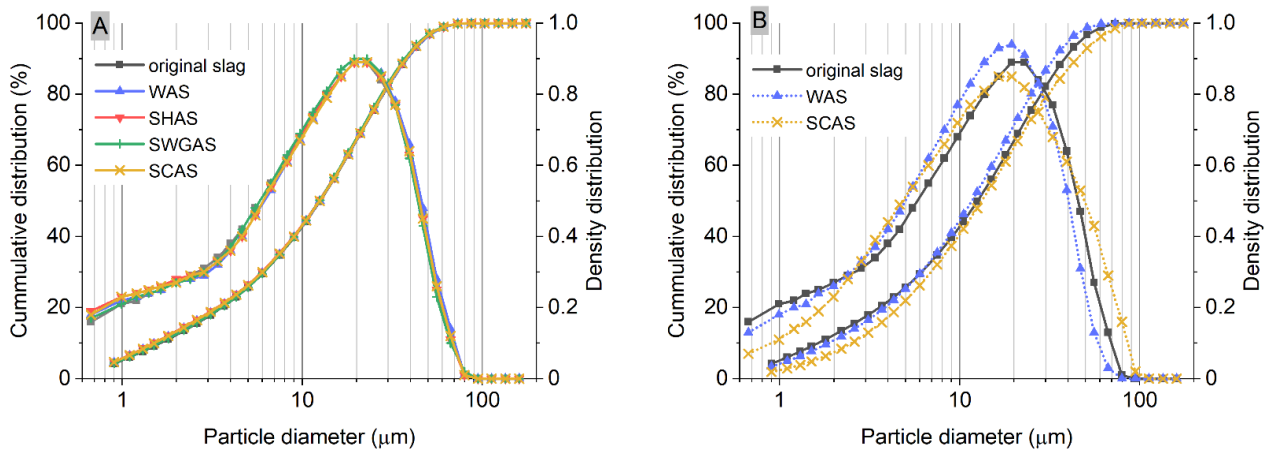 A
original slag
WAS
SHAS
SWGAS
SCAS
100
80
60
40
20
0
1.0
0.8
0.6
0.4
0.2
0
1
10
100
Cummulative distribution (%)
Density distribution
Particle diameter (µm)
B
original slag
WAS
SCAS
100
80
60
40
20
0
1.0
0.8
0.6
0.4
0.2
0
1
10
100
Cummulative distribution (%)
Density distribution
Particle diameter (µm)